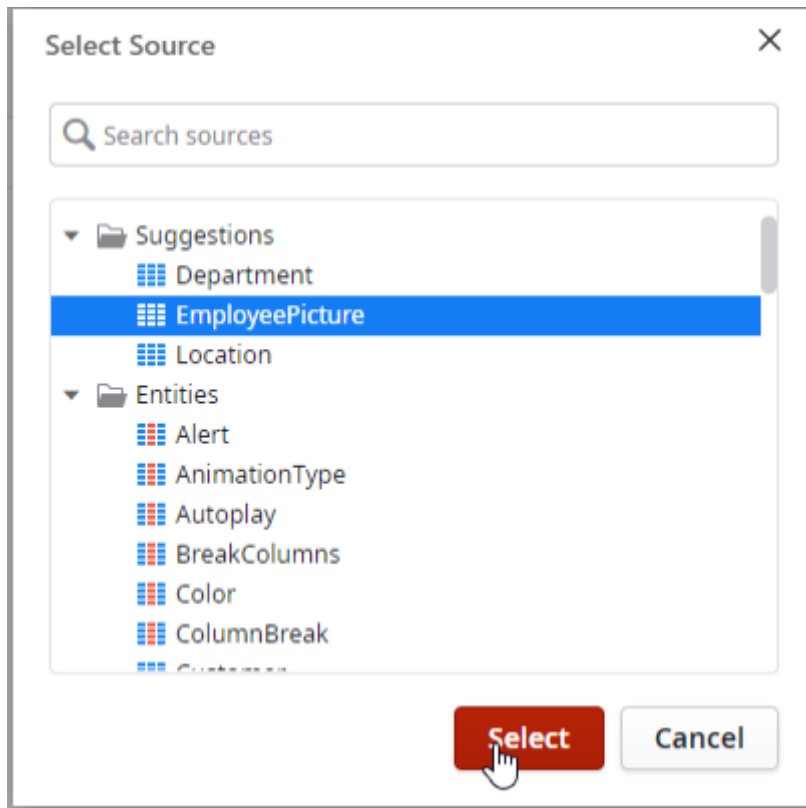 Select Source
Search sources
Suggestions
Department
EmployeePicture
Location
Entities
Alert
AnimationType
Autoplay
BreakColumns
Color
ColumnBreak
Select
Cancel